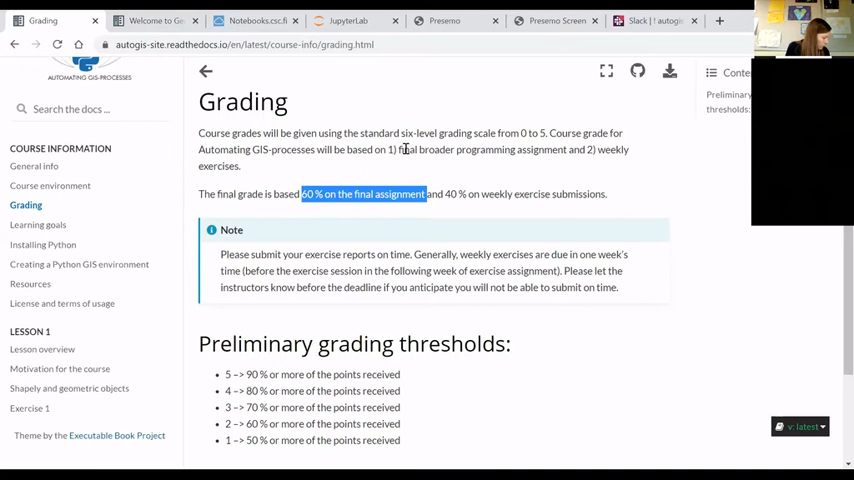 Grading
Welcome to Ge
Notebooks.csc.fi
JupyterLab
Presemo
Presemo Screen
Slack | ! autogis
autogis-site.readthedocs.io/en/latest/course-info/grading.html
AUTOMATING GIS-PROCESSES
Search the docs ...
COURSE INFORMATION
General info
Course environment
Grading
Learning goals
Installing Python
Creating a Python GIS environment
Resources
License and terms of usage
LESSON 1
Lesson overview
Motivation for the course
Shapely and geometric objects
Exercise 1
Theme by the Executable Book Project
Grading
Course grades will be given using the standard six-level grading scale from 0 to 5. Course grade for
Automating GIS-processes will be based on 1) final broader programming assignment and 2) weekly
exercises.
The final grade is based 60 % on the final assignment and 40 % on weekly exercise submissions.
Note
Please submit your exercise reports on time. Generally, weekly exercises are due in one week's
time (before the exercise session in the following week of exercise assignment). Please let the
instructors know before the deadline if you anticipate you will not be able to submit on time.
Preliminary grading thresholds:
5 –> 90 % or more of the points received
4 –> 80 % or more of the points received
3 –> 70 % or more of the points received
2 –> 60 % or more of the points received
1 –> 50 % or more of the points received
Conte
Preliminary
thresholds:
v: latest